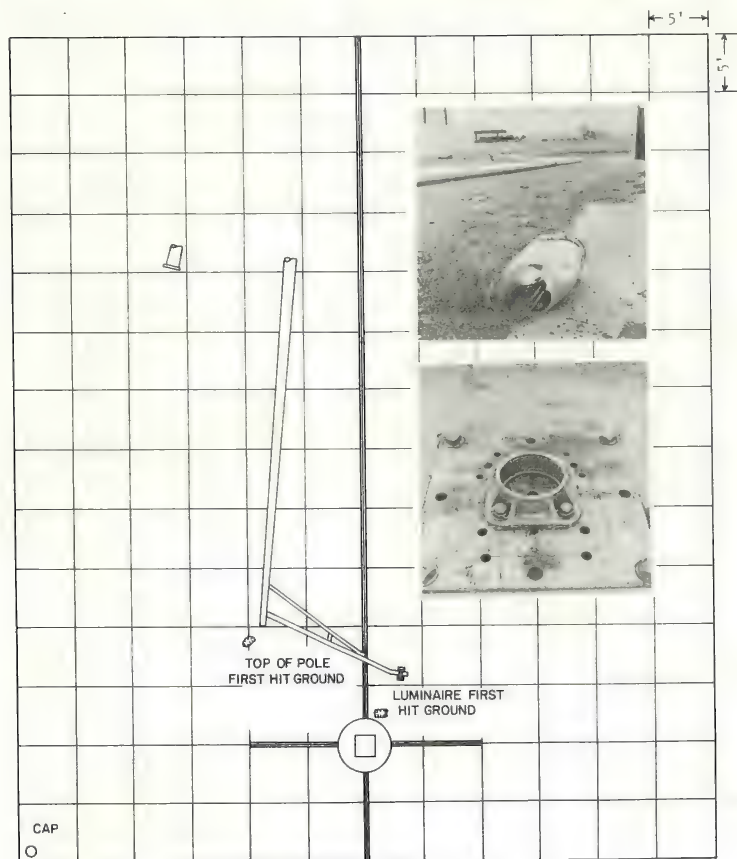 5'
5'
TOP OF POLE
FIRST HIT GROUND
LUMINAIRE FIRST
HIT GROUND
CAP